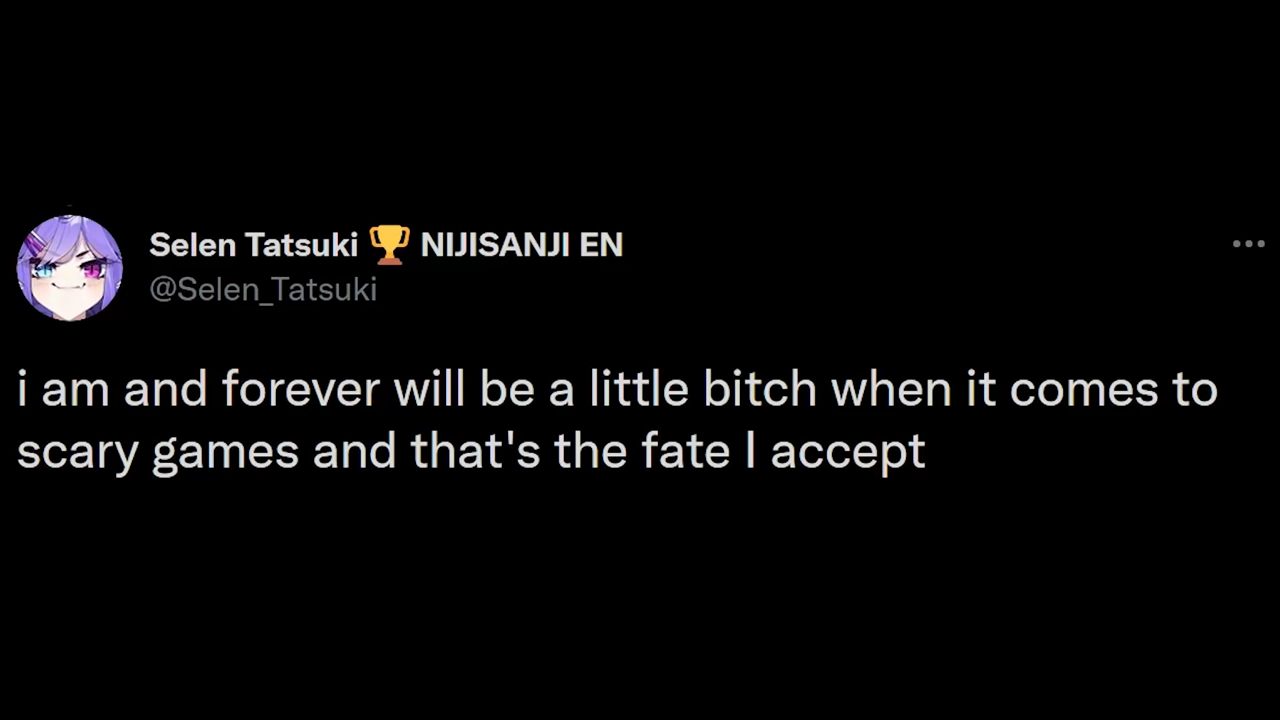 Selen Tatsuki 🏆 NIJISANJI EN
@Selen_Tatsuki
i am and forever will be a little bitch when it comes to
scary games and that's the fate I accept